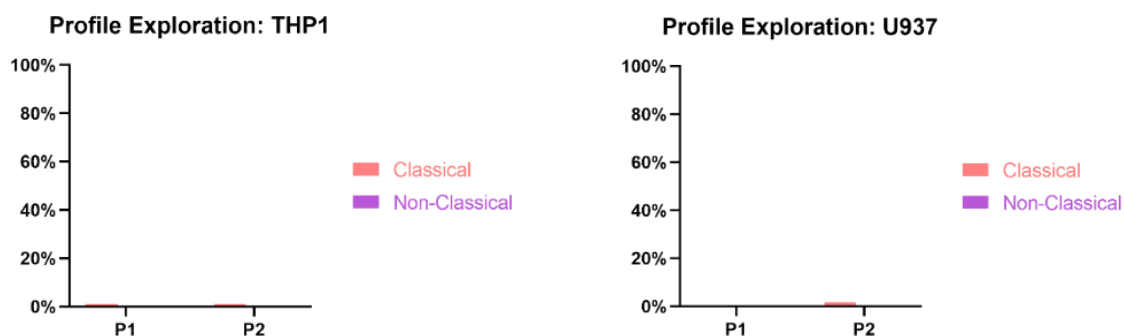 Profile Exploration: THP1
100%
80%
60%
40%
20%
0%
P1
P2
Classical
Non-Classical
Profile Exploration: U937
100%
80%
60%
40%
20%
0%
P1
P2
Classical
Non-Classical